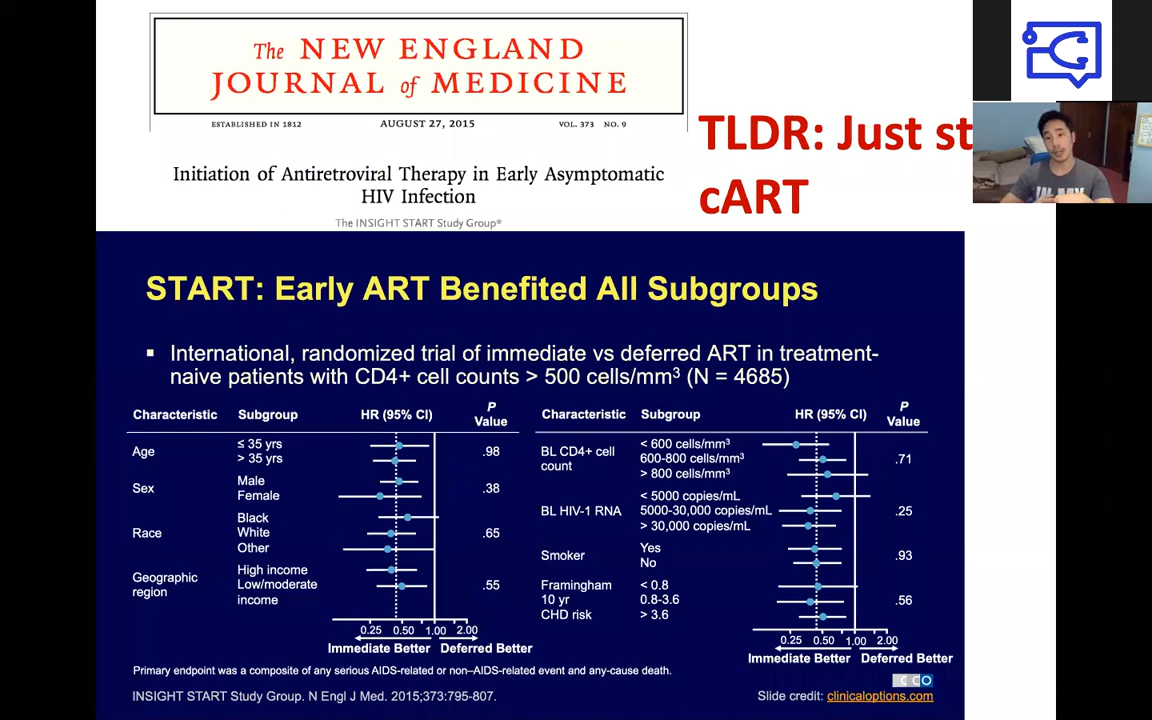 The NEW ENGLAND
JOURNAL of MEDICINE
ESTABLISHED IN 1812 AUGUST 27, 2015 VOL. 373 NO. 9
Initiation of Antiretroviral Therapy in Early Asymptomatic
HIV Infection
The INSIGHT START Study Group*
TLDR: Just st
cART
START: Early ART Benefited All Subgroups
▪ International, randomized trial of immediate vs deferred ART in treatment-
naive patients with CD4+ cell counts > 500 cells/mm³ (N = 4685)
Characteristic Subgroup HR (95% CI) P Value
Age ≤ 35 yrs
> 35 yrs
.98
Sex Male
Female
.38
Race Black
White
Other
.65
Geographic region High income
Low/moderate
income
.55
0.25 0.50 1.00 2.00
Immediate Better Deferred Better
Characteristic Subgroup HR (95% CI) P Value
BL CD4+ cell count < 600 cells/mm³
600-800 cells/mm³
> 800 cells/mm³
.71
BL HIV-1 RNA < 5000 copies/mL
5000-30,000 copies/mL
> 30,000 copies/mL
.25
Smoker Yes
No
.93
Framingham 10 yr CHD risk < 0.8
0.8-3.6
> 3.6
.56
0.25 0.50 1.00 2.00
Immediate Better Deferred Better
Primary endpoint was a composite of any serious AIDS-related or non–AIDS-related event and any-cause death.
INSIGHT START Study Group. N Engl J Med. 2015;373:795-807.
CCO
Slide credit: clinicaloptions.com